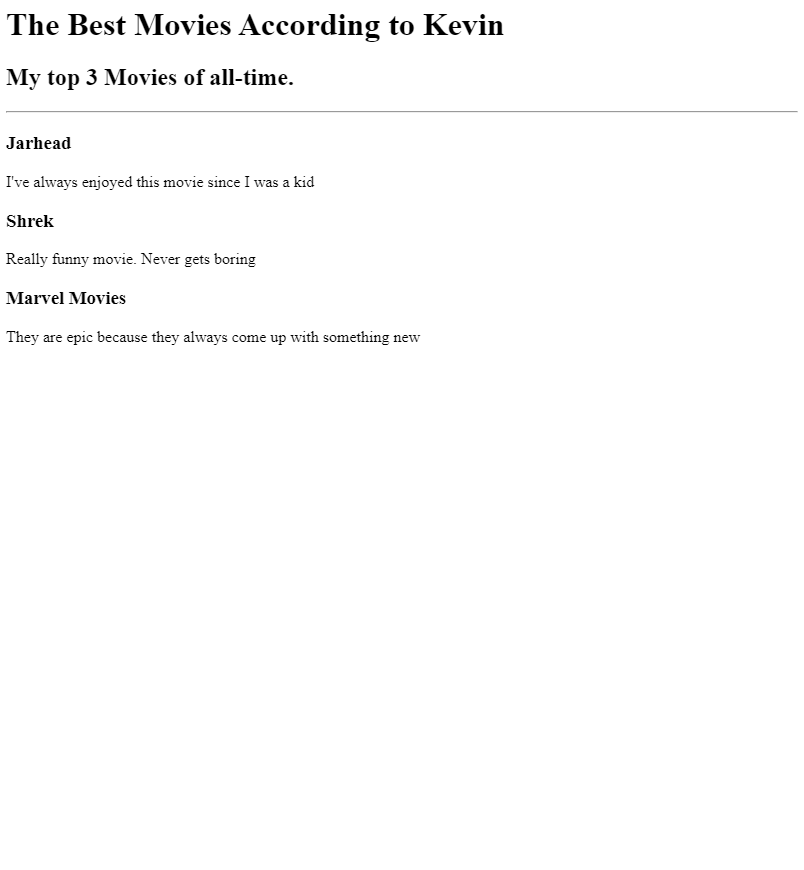 The Best Movies According to Kevin
My top 3 Movies of all-time.
Jarhead
I've always enjoyed this movie since I was a kid
Shrek
Really funny movie. Never gets boring
Marvel Movies
They are epic because they always come up with something new